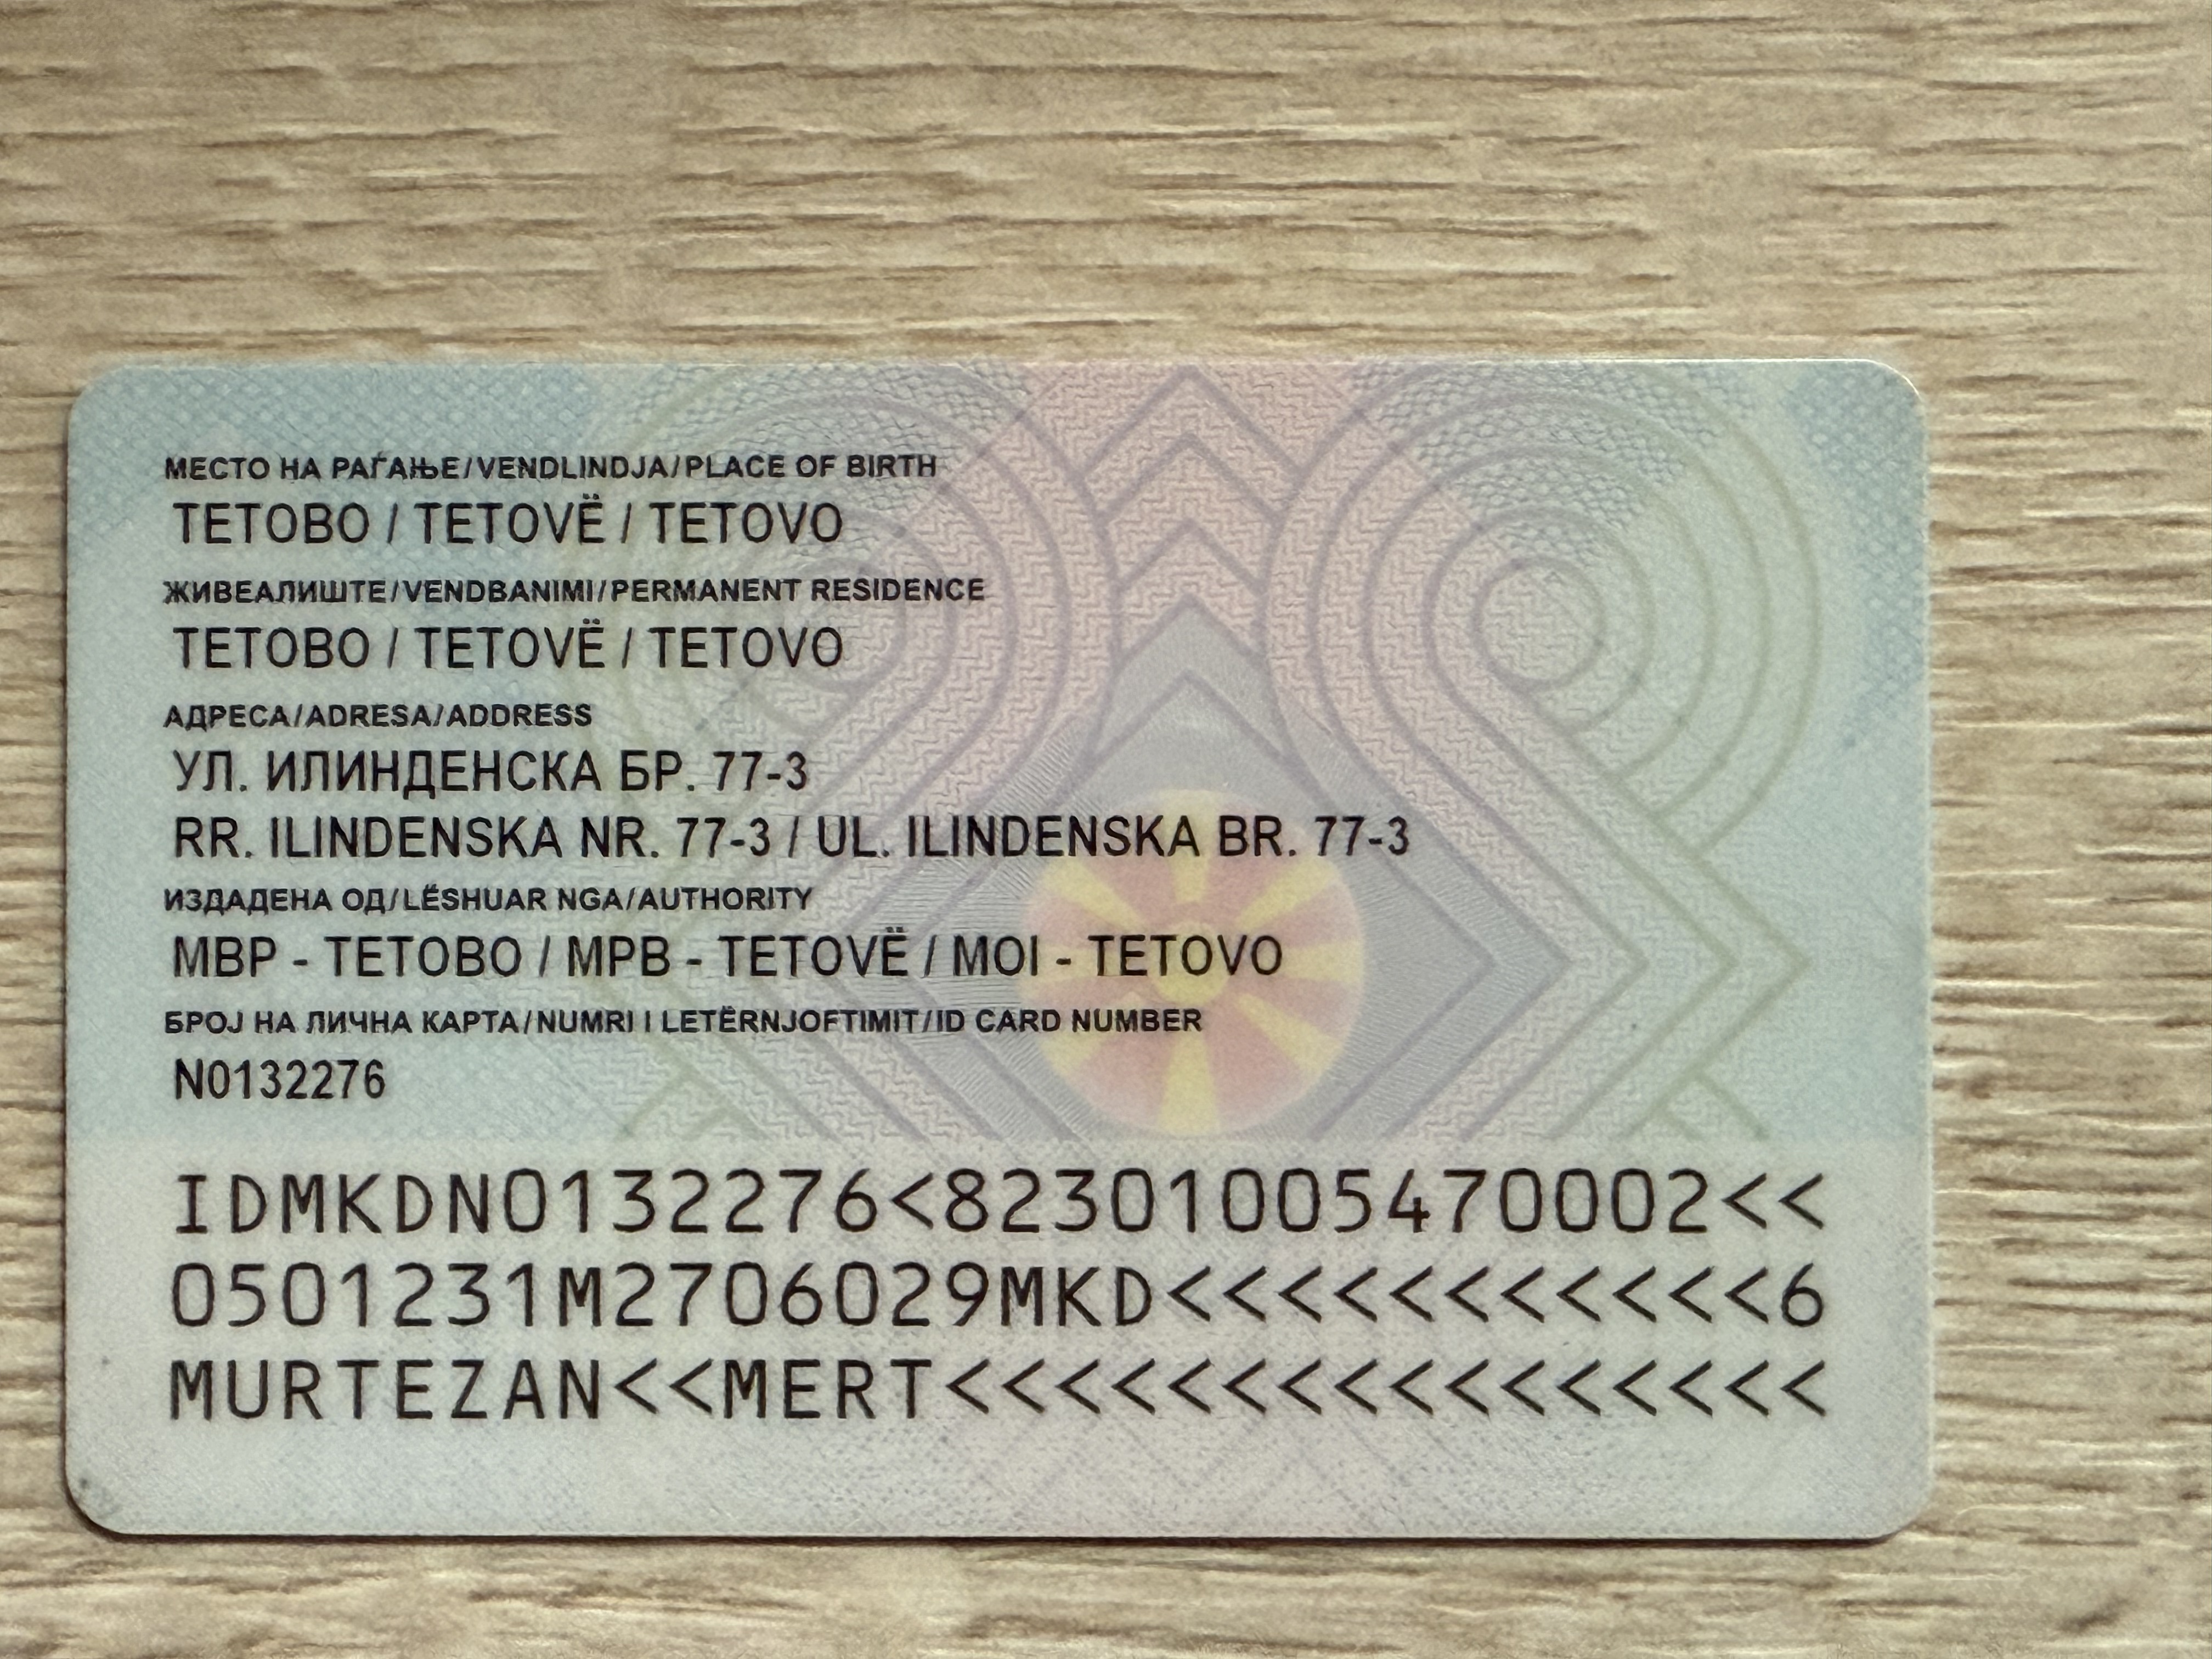 МЕСТО НА РАЃАЊЕ/VENDLINDJA/PLACE OF BIRTH
ТЕТОВО / TETOVË / TETOVO
ЖИВЕАЛИШТЕ/VENDBANIMI/PERMANENT RESIDENCE
ТЕТОВО / TETOVË / TETOVO
АДРЕСА/ADRESA/ADDRESS
УЛ. ИЛИНДЕНСКА БР. 77-3
RR. ILINDENSKA NR. 77-3 / UL. ILINDENSKA BR. 77-3
ИЗДАДЕНА ОД/LËSHUAR NGA/AUTHORITY
МВР - ТЕТОВО / MPB - TETOVË / MOI - TETOVO
БРОЈ НА ЛИЧНА КАРТА/NUMRI I LETËRNJOFTIMIT/ID CARD NUMBER
N0132276
IDMKDN0132276<82301005470002<<
0501231M2706029MKD<<<<<<<<<<<6
MURTEZAN<<MERT<<<<<<<<<<<<<<<<